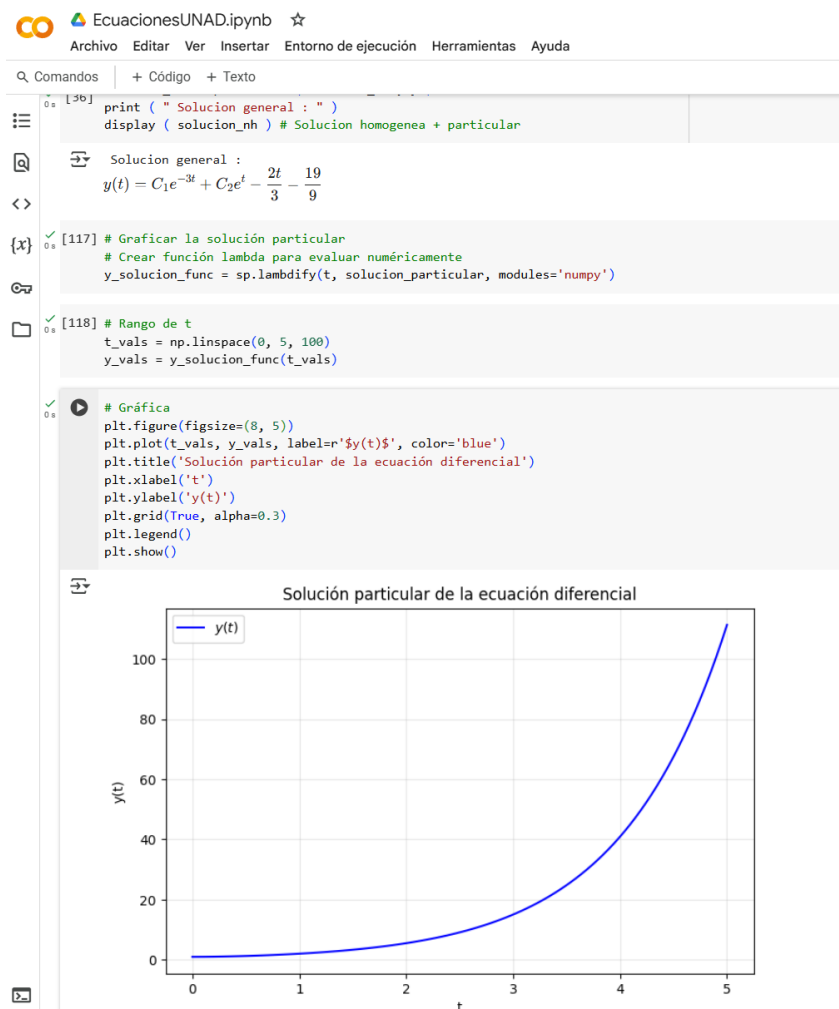 EcuacionesUNAD.ipynb
Archivo Editar Ver Insertar Entorno de ejecución Herramientas Ayuda
Comandos + Código + Texto
0 s [36]
print ( " Solucion general : " )
display ( solucion_nh ) # Solucion homogenea + particular
Solucion general :
y(t) = C₁e⁻³ᵗ + C₂eᵗ − 2t/3 − 19/9
0 s [117] # Graficar la solución particular
# Crear función lambda para evaluar numéricamente
y_solucion_func = sp.lambdify(t, solucion_particular, modules='numpy')
0 s [118] # Rango de t
t_vals = np.linspace(0, 5, 100)
y_vals = y_solucion_func(t_vals)
0 s # Gráfica
plt.figure(figsize=(8, 5))
plt.plot(t_vals, y_vals, label=r'$y(t)$', color='blue')
plt.title('Solución particular de la ecuación diferencial')
plt.xlabel('t')
plt.ylabel('y(t)')
plt.grid(True, alpha=0.3)
plt.legend()
plt.show()
Solución particular de la ecuación diferencial
y(t)
100
80
60
y(t)
40
20
0
0 1 2 3 4 5
t